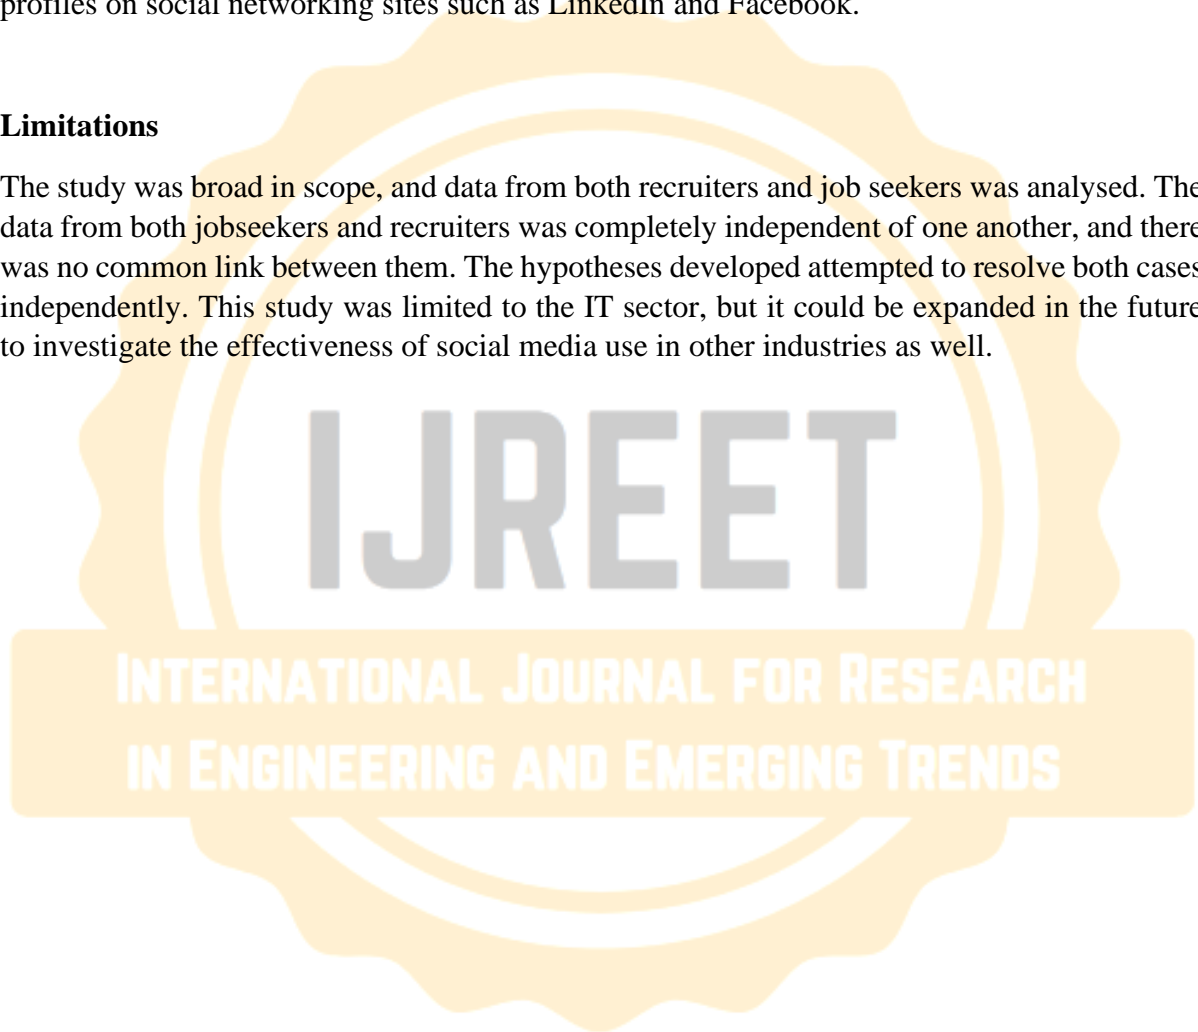 profiles on social networking sites such as LinkedIn and Facebook.
Limitations
The study was broad in scope, and data from both recruiters and job seekers was analysed. The
data from both jobseekers and recruiters was completely independent of one another, and there
was no common link between them. The hypotheses developed attempted to resolve both cases
independently. This study was limited to the IT sector, but it could be expanded in the future
to investigate the effectiveness of social media use in other industries as well.
IJREET
INTERNATIONAL JOURNAL FOR RESEARCH
IN ENGINEERING AND EMERGING TRENDS